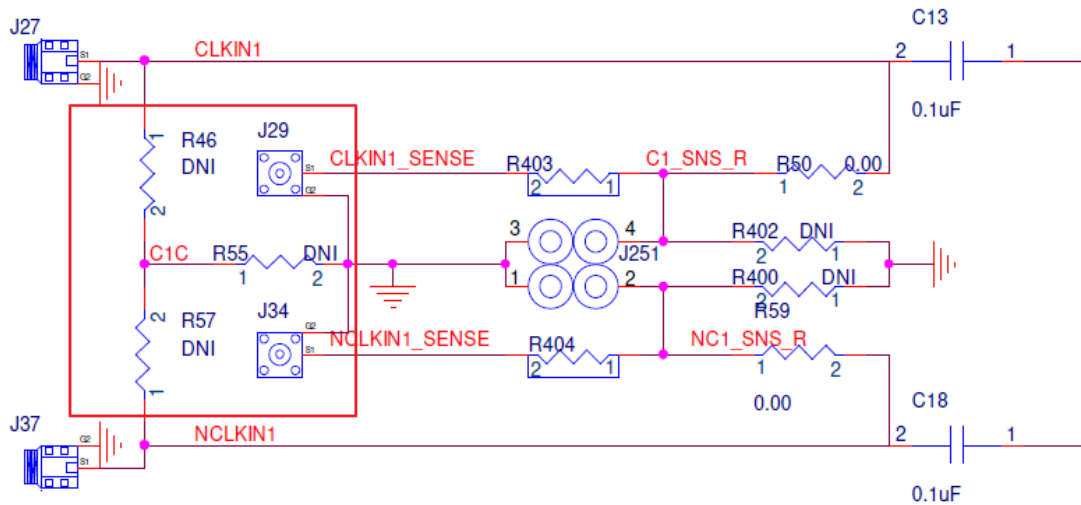 J27
S1
G2
CLKIN1
C13
2
1
0.1uF
R46
DNI
1
2
J29
S1
G2
CLKIN1_SENSE
R403
2
1
C1_SNS_R
R50
0.00
1
2
C1C
R55
DNI
1
2
3
4
1
2
J251
R402
DNI
2
1
R400
DNI
2
1
R59
R57
DNI
2
1
J34
G2
S1
NCLKIN1_SENSE
R404
2
1
NC1_SNS_R
1
2
0.00
J37
G2
S1
NCLKIN1
C18
2
1
0.1uF